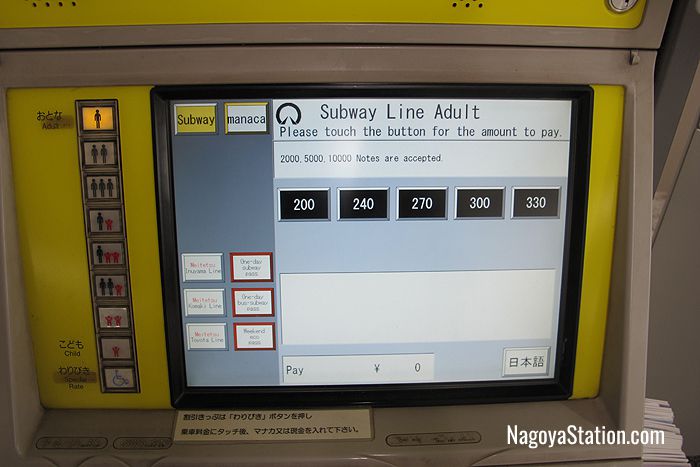 おとな
Adult
Subway
manaca
Subway Line Adult
Please touch the button for the amount to pay.
2000,5000,10000 Notes are accepted.
200
240
270
300
330
Meitetsu
Inuyama Line
One-day
subway
pass
Meitetsu
Komaki Line
One-day
bus-subway
pass
Meitetsu
Toyota Line
Weekend
eco
pass
こども
Child
わりびき
Special
Rate
Pay ¥ 0
日本語
割引きっぷは「わりびき」ボタンを押し
乗車料金にタッチ後、マナカ又は現金を入れて下さい。
NagoyaStation.com